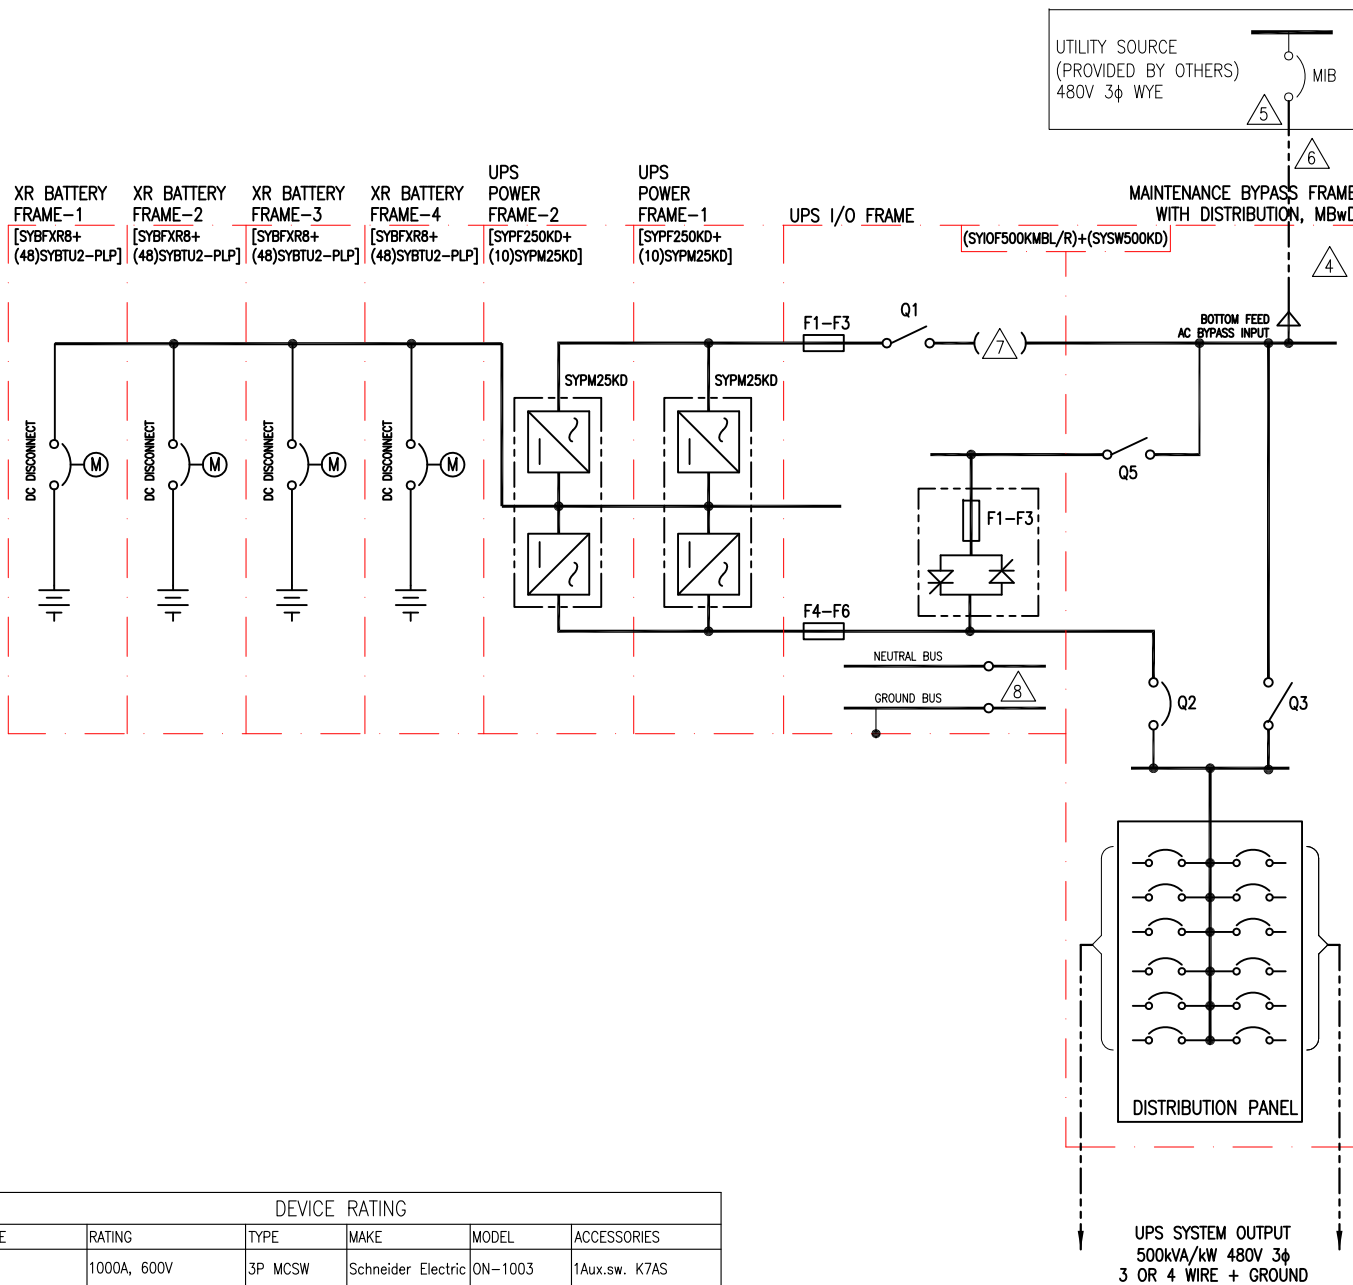 UTILITY SOURCE
(PROVIDED BY OTHERS)
480V 3ϕ WYE
MIB
5
6
XR BATTERY
FRAME-1
[SYBFXR8+
(48)SYBTU2-PLP]
XR BATTERY
FRAME-2
[SYBFXR8+
(48)SYBTU2-PLP]
XR BATTERY
FRAME-3
[SYBFXR8+
(48)SYBTU2-PLP]
XR BATTERY
FRAME-4
[SYBFXR8+
(48)SYBTU2-PLP]
UPS
POWER
FRAME-2
[SYPF250KD+
(10)SYPM25KD]
UPS
POWER
FRAME-1
[SYPF250KD+
(10)SYPM25KD]
UPS I/O FRAME
MAINTENANCE BYPASS FRAME
WITH DISTRIBUTION, MBwD
(SYIOF500KMBL/R)+(SYSW500KD)
4
BOTTOM FEED
AC BYPASS INPUT
F1-F3
Q1
7
SYPM25KD
SYPM25KD
DC DISCONNECT
M
DC DISCONNECT
M
DC DISCONNECT
M
DC DISCONNECT
M
Q5
F1-F3
F4-F6
NEUTRAL BUS
GROUND BUS
8
Q2
Q3
DISTRIBUTION PANEL
UPS SYSTEM OUTPUT
500kVA/kW 480V 3ϕ
3 OR 4 WIRE + GROUND
DEVICE RATING
E RATING TYPE MAKE MODEL ACCESSORIES
1000A, 600V 3P MCSW Schneider Electric ON-1003 1Aux.sw. K7AS